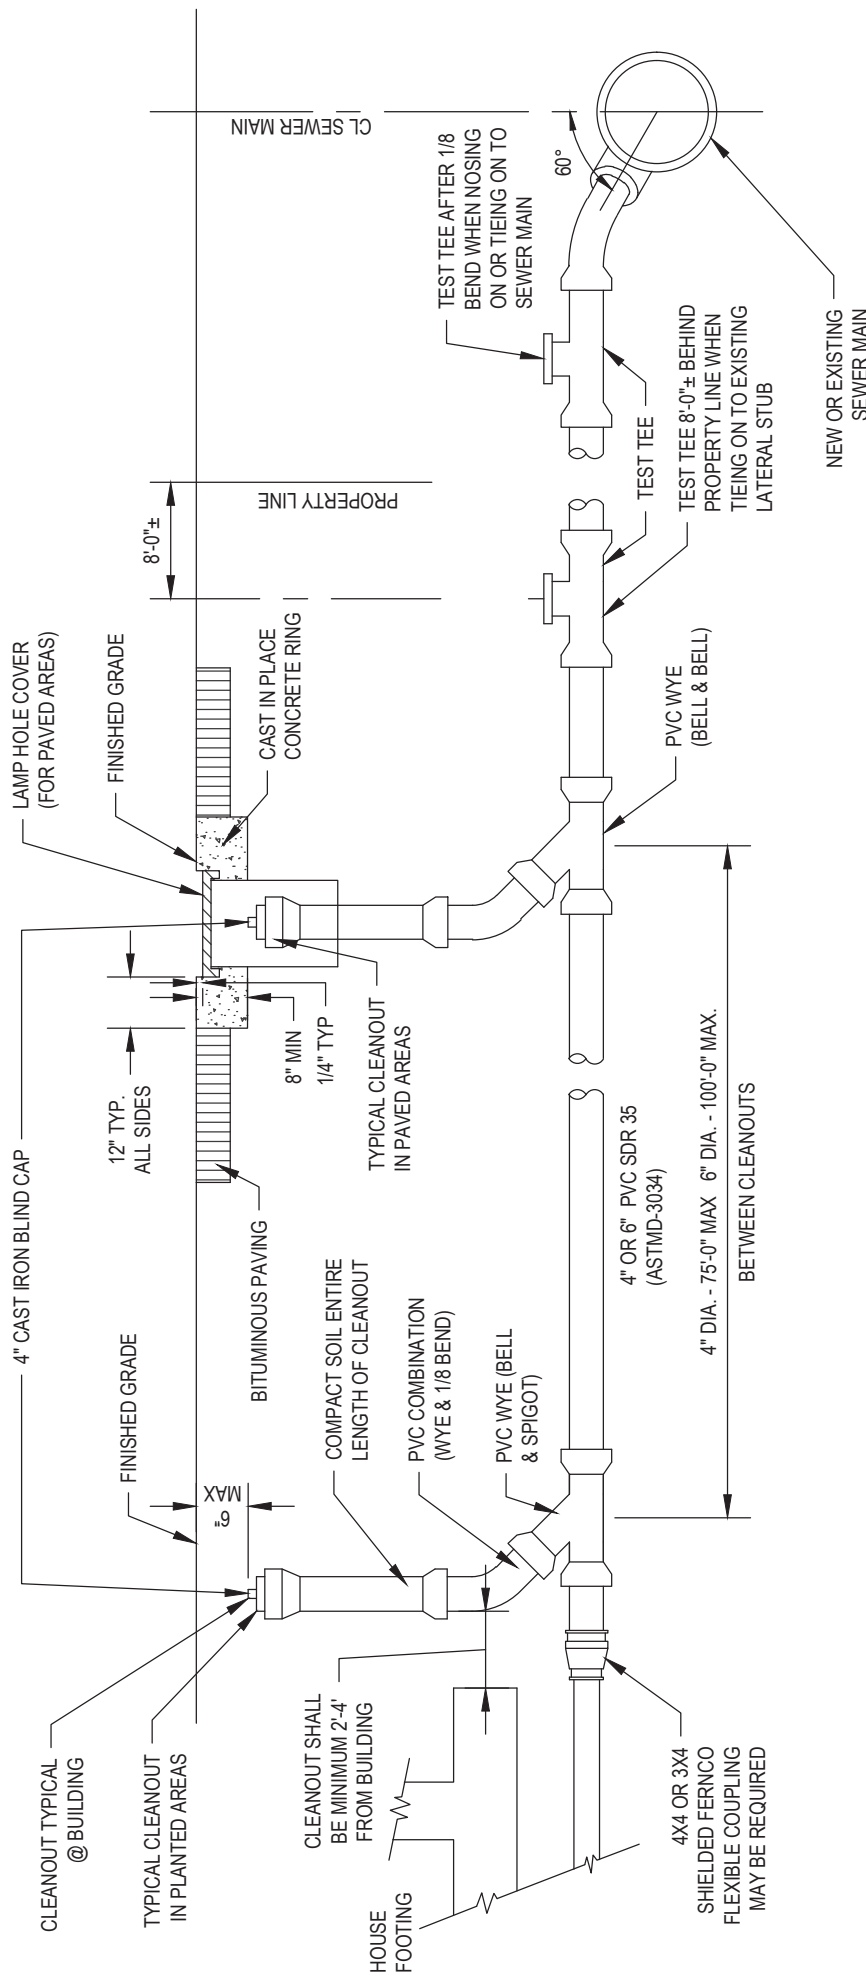 CLEANOUT TYPICAL
@ BUILDING
TYPICAL CLEANOUT
IN PLANTED AREAS
4" CAST IRON BLIND CAP
FINISHED GRADE
6"
MAX
12" TYP.
ALL SIDES
BITUMINOUS PAVING
8" MIN
1/4" TYP
LAMP HOLE COVER
(FOR PAVED AREAS)
FINISHED GRADE
CAST IN PLACE
CONCRETE RING
8'-0"±
PROPERTY LINE
CL SEWER MAIN
HOUSE
FOOTING
CLEANOUT SHALL
BE MINIMUM 2'-4'
FROM BUILDING
COMPACT SOIL ENTIRE
LENGTH OF CLEANOUT
PVC COMBINATION
(WYE & 1/8 BEND)
PVC WYE (BELL
& SPIGOT)
TYPICAL CLEANOUT
IN PAVED AREAS
TEST TEE AFTER 1/8
BEND WHEN NOSING
ON OR TIEING ON TO
SEWER MAIN
60°
4X4 OR 3X4
SHIELDED FERNCO
FLEXIBLE COUPLING
MAY BE REQUIRED
4" OR 6" PVC SDR 35
(ASTMD-3034)
4" DIA. - 75'-0" MAX 6" DIA. - 100'-0" MAX.
BETWEEN CLEANOUTS
PVC WYE
(BELL & BELL)
TEST TEE
TEST TEE 8'-0"± BEHIND
PROPERTY LINE WHEN
TIEING ON TO EXISTING
LATERAL STUB
NEW OR EXISTING
SEWER MAIN